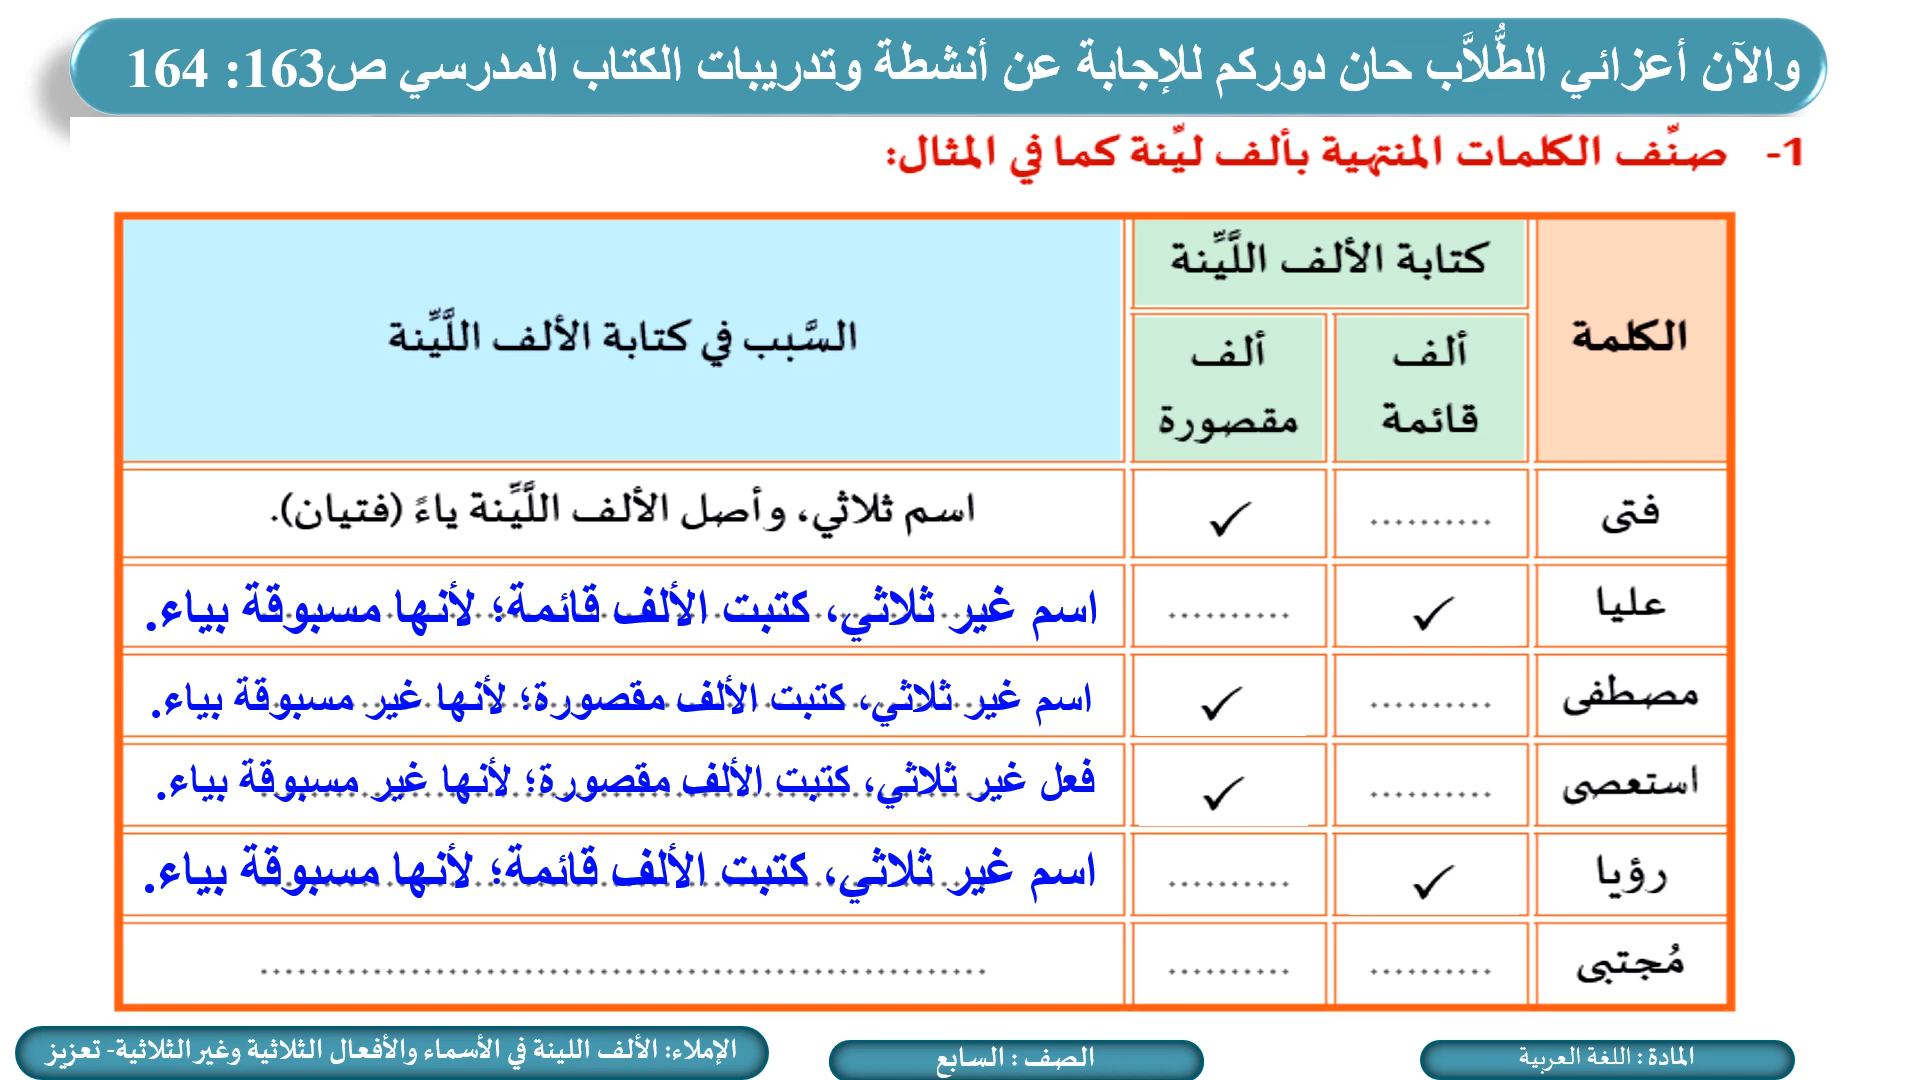 والآن أعزائي الطُّلاَّب حان دوركم للإجابة عن أنشطة وتدريبات الكتاب المدرسي ص163: 164
1- صنِّف الكلمات المنتهية بألف ليِّنة كما في المثال:
الكلمة
كتابة الألف اللَّيِّنة
ألف قائمة
ألف مقصورة
السَّبب في كتابة الألف اللَّيِّنة
فتى .......... ✓ اسم ثلاثي، وأصل الألف اللَّيِّنة ياءً (فتيان).
عليا ✓ .......... اسم غير ثلاثي، كتبت الألف قائمة؛ لأنها مسبوقة بياء.
مصطفى .......... ✓ اسم غير ثلاثي، كتبت الألف مقصورة؛ لأنها غير مسبوقة بياء.
استعصى .......... ✓ فعل غير ثلاثي، كتبت الألف مقصورة؛ لأنها غير مسبوقة بياء.
رؤيا ✓ .......... اسم غير ثلاثي، كتبت الألف قائمة؛ لأنها مسبوقة بياء.
مُجتبى .......... .......... ..........................................................
المادة : اللغة العربية
الصف : السابع
الإملاء: الألف اللينة في الأسماء والأفعال الثلاثية وغير الثلاثية- تعزيز